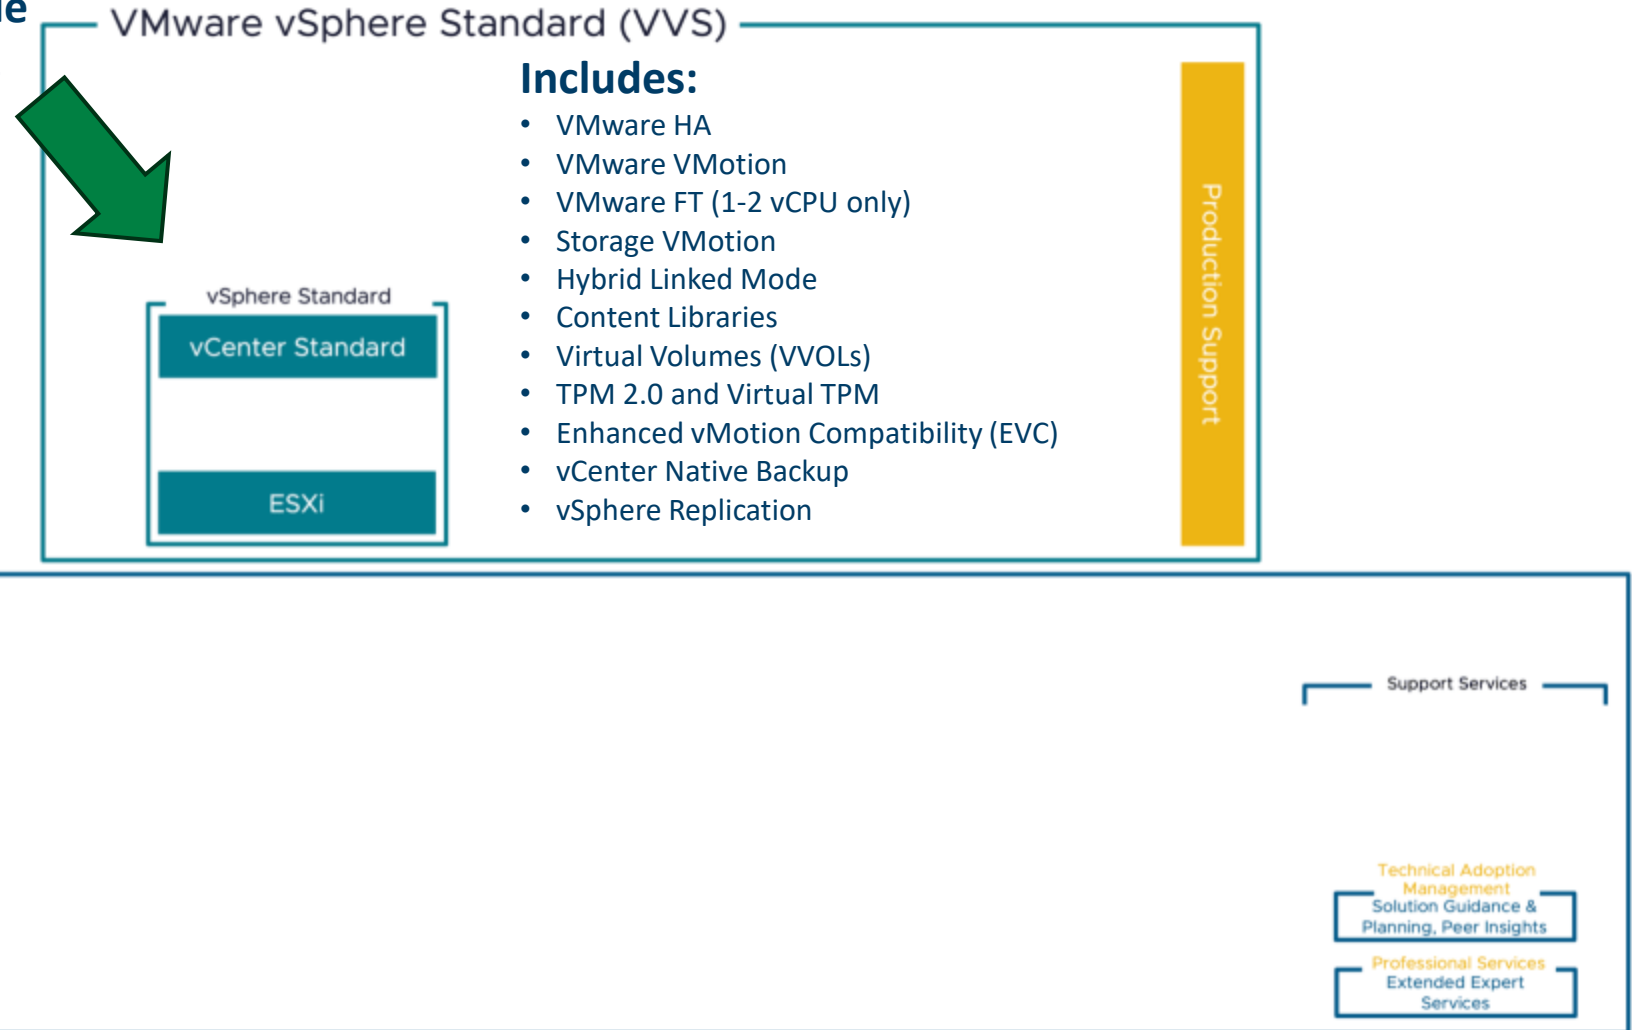 VMware vSphere Standard (VVS)
Includes:
• VMware HA
• VMware VMotion
• VMware FT (1-2 vCPU only)
• Storage VMotion
• Hybrid Linked Mode
• Content Libraries
• Virtual Volumes (VVOLs)
• TPM 2.0 and Virtual TPM
• Enhanced vMotion Compatibility (EVC)
• vCenter Native Backup
• vSphere Replication
vSphere Standard
vCenter Standard
ESXi
Production Support
Support Services
Technical Adoption
Management
Solution Guidance &
Planning, Peer Insights
Professional Services
Extended Expert
Services